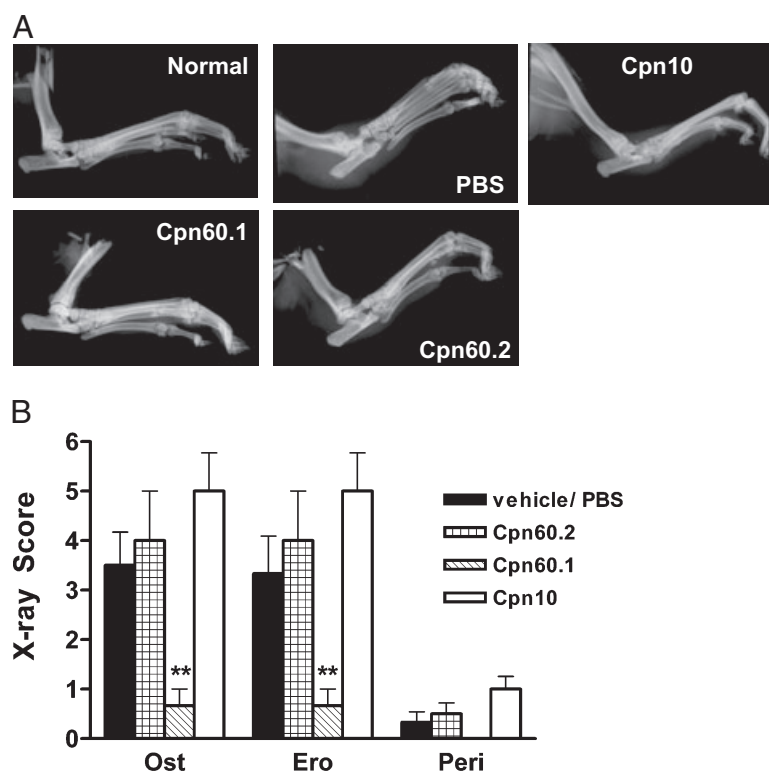 A
Normal
PBS
Cpn10
Cpn60.1
Cpn60.2
B
X-ray Score
6
5
4
3
2
1
0
**
**
Ost
Ero
Peri
vehicle/ PBS
Cpn60.2
Cpn60.1
Cpn10